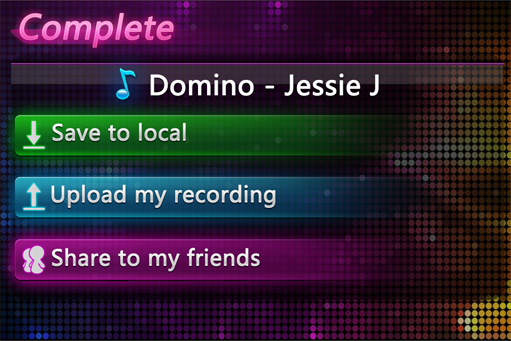 Complete
Domino - Jessie J
Save to local
Upload my recording
Share to my friends